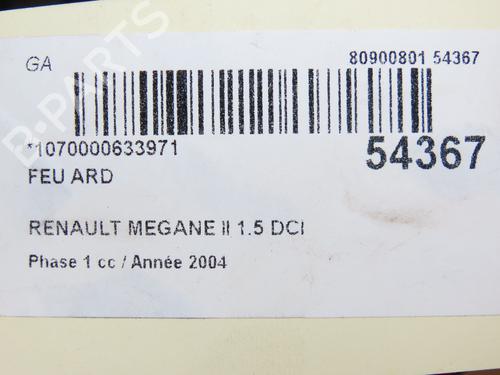 GA
80900801 54367
*1070000633971
54367
FEU ARD
RENAULT MEGANE II 1.5 DCI
Phase 1 cc / Année 2004
B-PARTS